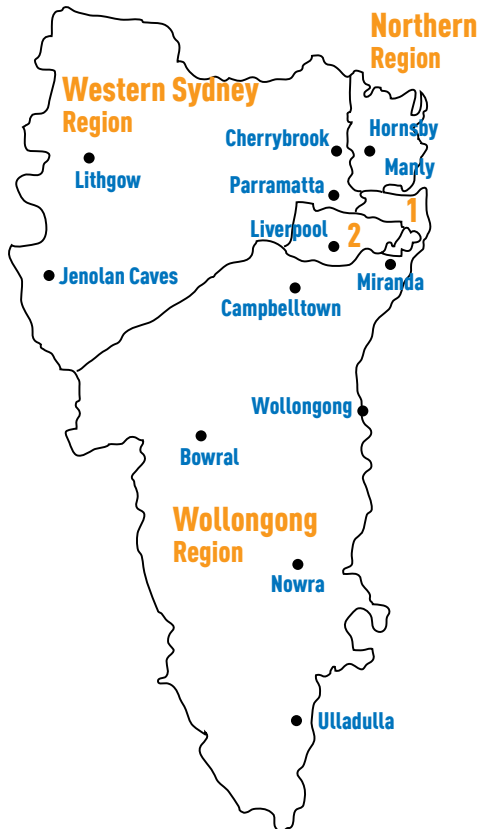 Northern
Region
Western Sydney
Region
Hornsby
Cherrybrook
Manly
Lithgow
Parramatta
1
Liverpool
2
Jenolan Caves
Miranda
Campbelltown
Wollongong
Bowral
Wollongong
Region
Nowra
Ulladulla